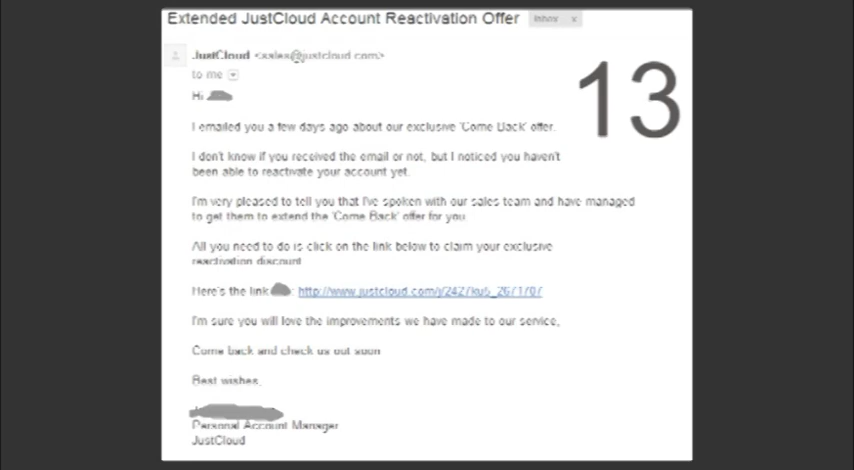 Extended JustCloud Account Reactivation Offer Inbox x
JustCloud <sales@justcloud.com>
to me
13
Hi
I emailed you a few days ago about our exclusive 'Come Back' offer.
I don't know if you received the email or not, but I noticed you haven't
been able to reactivate your account yet.
I'm very pleased to tell you that I've spoken with our sales team and have managed
to get them to extend the 'Come Back' offer for you
All you need to do is click on the link below to claim your exclusive
reactivation discount
Here's the link :
I'm sure you will love the improvements we have made to our service,
Come back and check us out soon
Best wishes,
Personal Account Manager
JustCloud